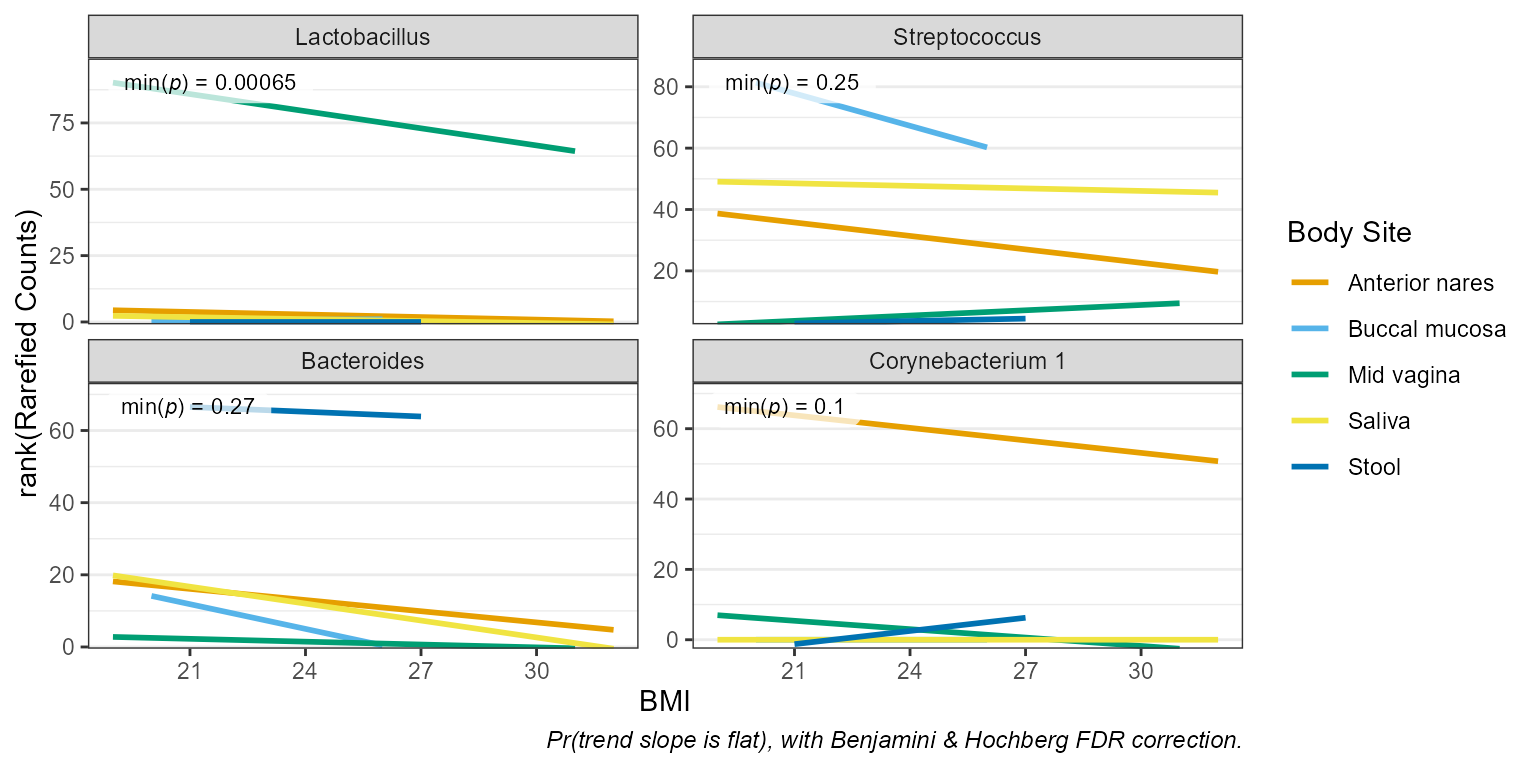 Lactobacillus
Streptococcus
min(p) = 0.00065
min(p) = 0.25
75
50
25
0
80
60
40
20
Bacteroides
Corynebacterium 1
min(p) = 0.27
min(p) = 0.1
60
40
20
0
60
40
20
0
21
24
27
30
21
24
27
30
rank(Rarefied Counts)
BMI
Body Site
Anterior nares
Buccal mucosa
Mid vagina
Saliva
Stool
Pr(trend slope is flat), with Benjamini & Hochberg FDR correction.